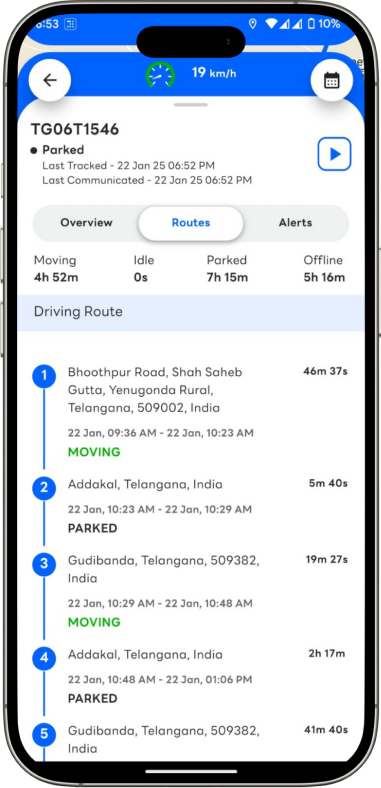 6:53
10%
19 km/h
TG06T1546
Parked
Last Tracked - 22 Jan 25 06:52 PM
Last Communicated - 22 Jan 25 06:52 PM
Overview Routes Alerts
Moving Idle Parked Offline
4h 52m 0s 7h 15m 5h 16m
Driving Route
1 Bhoothpur Road, Shah Saheb 46m 37s
Gutta, Yenugonda Rural,
Telangana, 509002, India
22 Jan, 09:36 AM - 22 Jan, 10:23 AM
MOVING
2 Addakal, Telangana, India 5m 40s
22 Jan, 10:23 AM - 22 Jan, 10:29 AM
PARKED
3 Gudibanda, Telangana, 509382, 19m 27s
India
22 Jan, 10:29 AM - 22 Jan, 10:48 AM
MOVING
4 Addakal, Telangana, India 2h 17m
22 Jan, 10:48 AM - 22 Jan, 01:06 PM
PARKED
5 Gudibanda, Telangana, 509382, 41m 40s
India